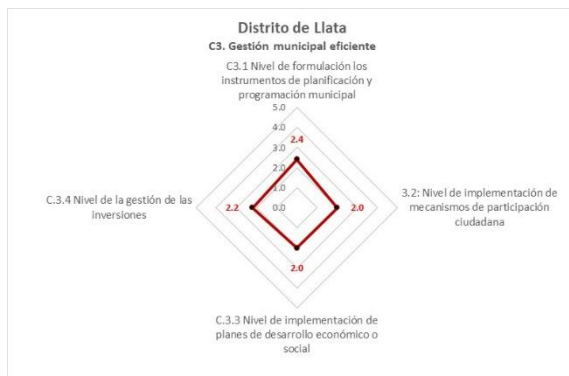 Distrito de Llata
C3. Gestión municipal eficiente
C3.1 Nivel de formulación los
instrumentos de planificación y
programación municipal
5.0
4.0
3.0
2.0
1.0
0.0
2.4
C.3.4 Nivel de la gestión de las
inversiones
2.2
2.0
3.2: Nivel de implementación de
mecanismos de participación
ciudadana
2.0
C.3.3 Nivel de implementación de
planes de desarrollo económico o
social